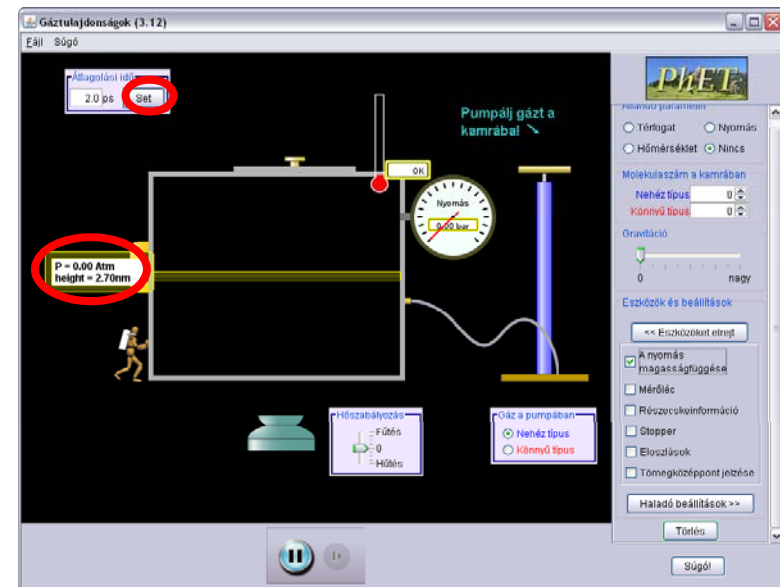 Gáztulajdonságok (3.12)
Fájl Súgó
Átlagolási idő
2.0 ps Set
Pumpálj gázt a
kamrába!
0K
Nyomás
0.00 bar
P = 0.00 Atm
height = 2.70nm
Hőszabályozás
Fűtés
0
Hűtés
Gáz a pumpában
Nehéz típus
Könnyű típus
PhET
Állandó paraméter
Térfogat Nyomás
Hőmérséklet Nincs
Molekulaszám a kamrában
Nehéz típus 0
Könnyű típus 0
Gravitáció
0 nagy
Eszközök és beállítások
<< Eszközöket elrejt
A nyomás
magasságfüggése
Mérőléc
Részecskeinformáció
Stopper
Eloszlások
Tömegközéppont jelzése
Haladó beállítások >>
Törlés
Súgó!